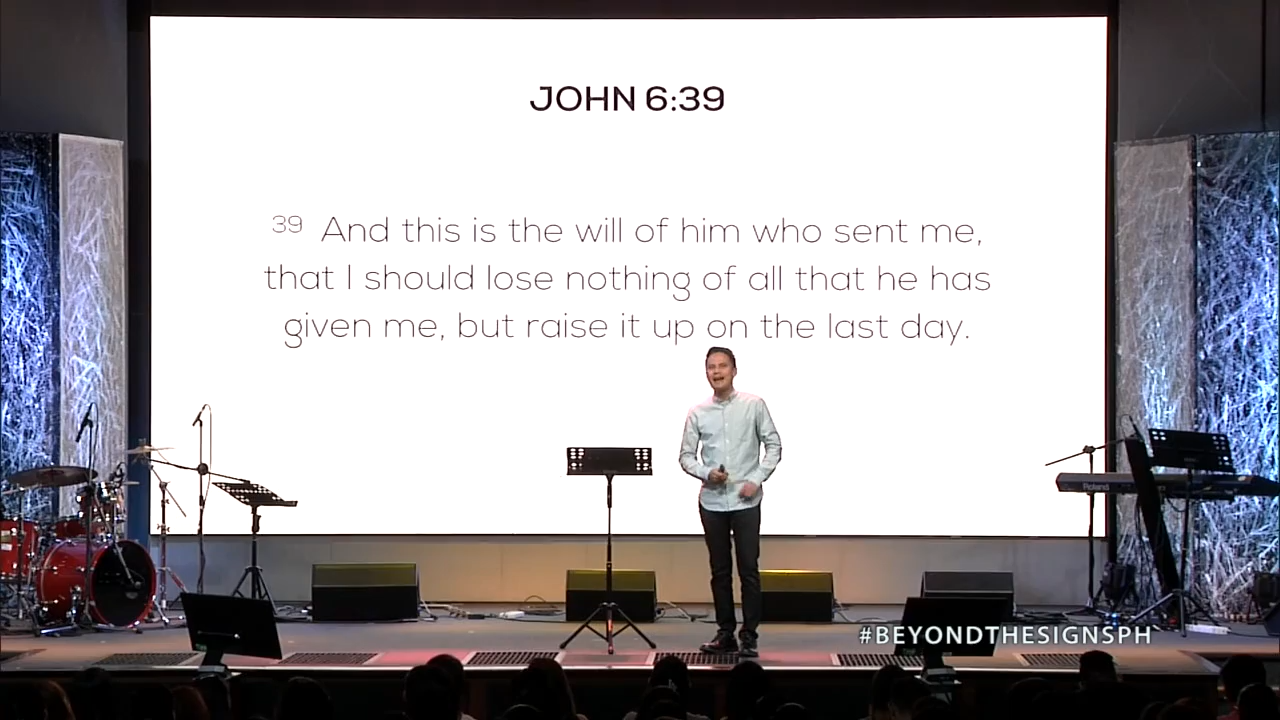 JOHN 6:39
39 And this is the will of him who sent me,
that I should lose nothing of all that he has
given me, but raise it up on the last day.
Roland
#BEYONDTHESIGNSPH